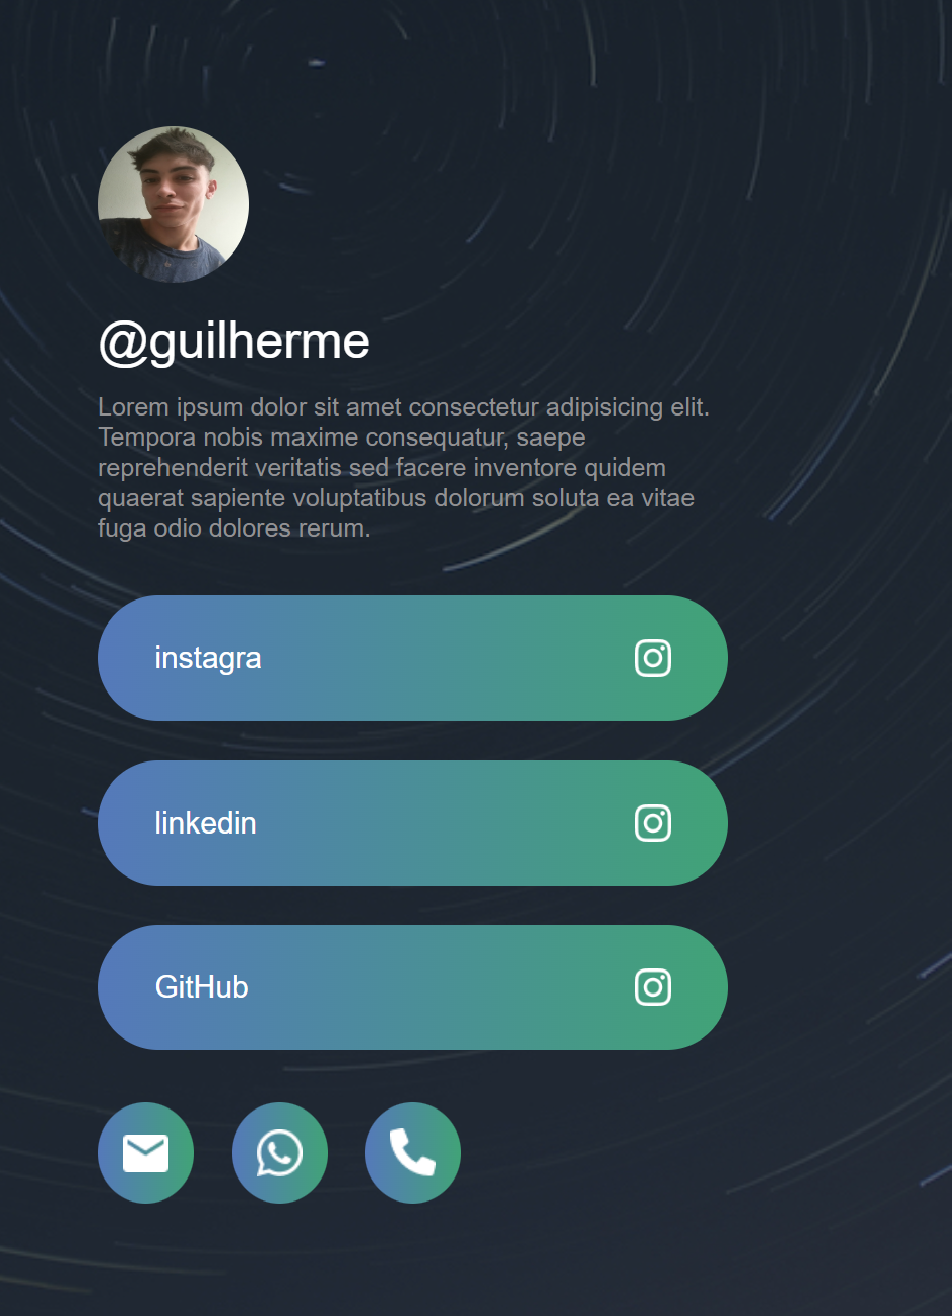 @guilherme
Lorem ipsum dolor sit amet consectetur adipisicing elit.
Tempora nobis maxime consequatur, saepe
reprehenderit veritatis sed facere inventore quidem
quaerat sapiente voluptatibus dolorum soluta ea vitae
fuga odio dolores rerum.
instagra
linkedin
GitHub